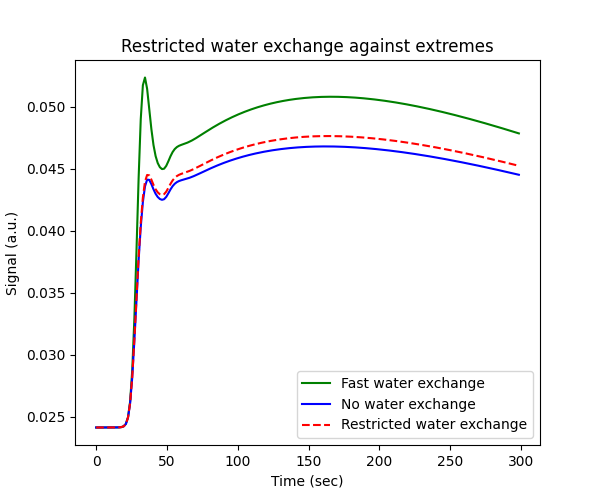 Restricted water exchange against extremes
Signal (a.u.)
0.050
0.045
0.040
0.035
0.030
0.025
Fast water exchange
No water exchange
Restricted water exchange
0 50 100 150 200 250 300
Time (sec)